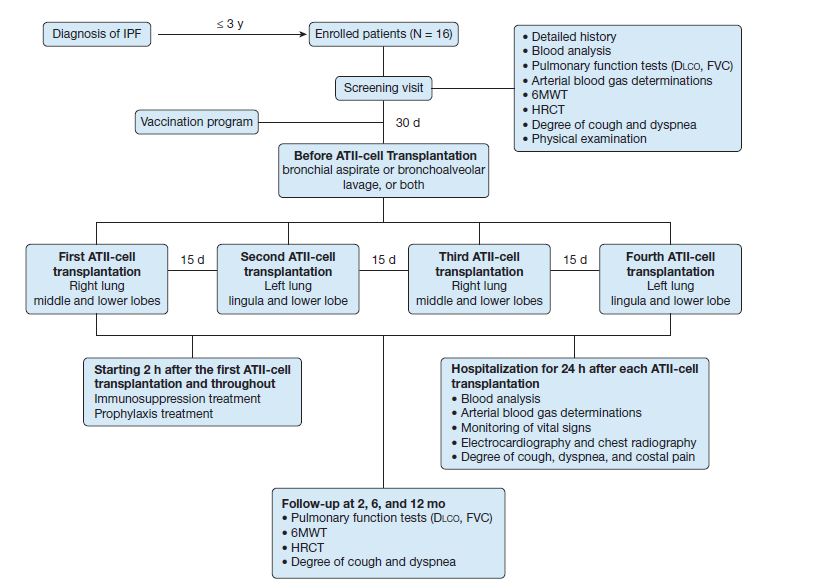 Diagnosis of IPF
≤ 3 y
Enrolled patients (N = 16)
Screening visit
• Detailed history
• Blood analysis
• Pulmonary function tests (DLCO, FVC)
• Arterial blood gas determinations
• 6MWT
• HRCT
• Degree of cough and dyspnea
• Physical examination
Vaccination program
30 d
Before ATII-cell Transplantation
bronchial aspirate or bronchoalveolar
lavage, or both
First ATII-cell
transplantation
Right lung
middle and lower lobes
15 d
Second ATII-cell
transplantation
Left lung
lingula and lower lobe
15 d
Third ATII-cell
transplantation
Right lung
middle and lower lobes
15 d
Fourth ATII-cell
transplantation
Left lung
lingula and lower lobe
Starting 2 h after the first ATII-cell
transplantation and throughout
Immunosuppression treatment
Prophylaxis treatment
Hospitalization for 24 h after each ATII-cell
transplantation
• Blood analysis
• Arterial blood gas determinations
• Monitoring of vital signs
• Electrocardiography and chest radiography
• Degree of cough, dyspnea, and costal pain
Follow-up at 2, 6, and 12 mo
• Pulmonary function tests (DLCO, FVC)
• 6MWT
• HRCT
• Degree of cough and dyspnea